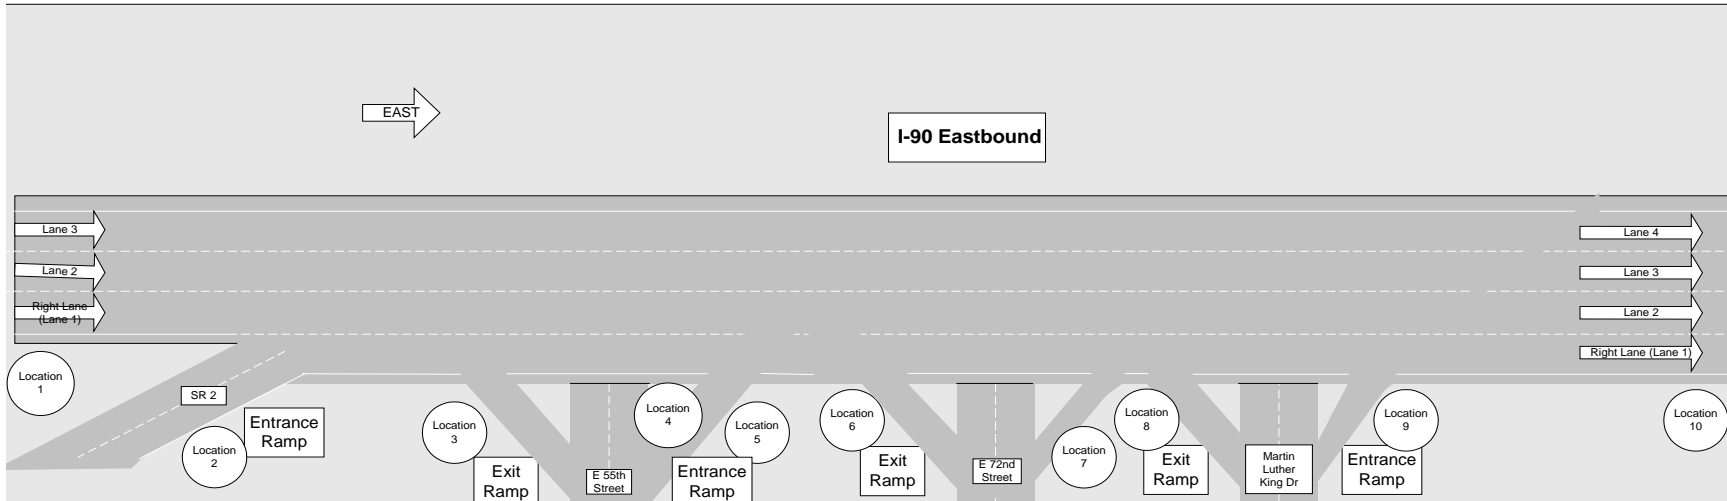 EAST
I-90 Eastbound
Lane 3
Lane 2
Right Lane
(Lane 1)
Lane 4
Lane 3
Lane 2
Right Lane (Lane 1)
Location
1
SR 2
Location
2
Entrance
Ramp
Location
3
Exit
Ramp
E 55th
Street
Location
4
Entrance
Ramp
Location
5
Location
6
Exit
Ramp
E 72nd
Street
Location
7
Location
8
Exit
Ramp
Martin
Luther
King Dr
Entrance
Ramp
Location
9
Location
10